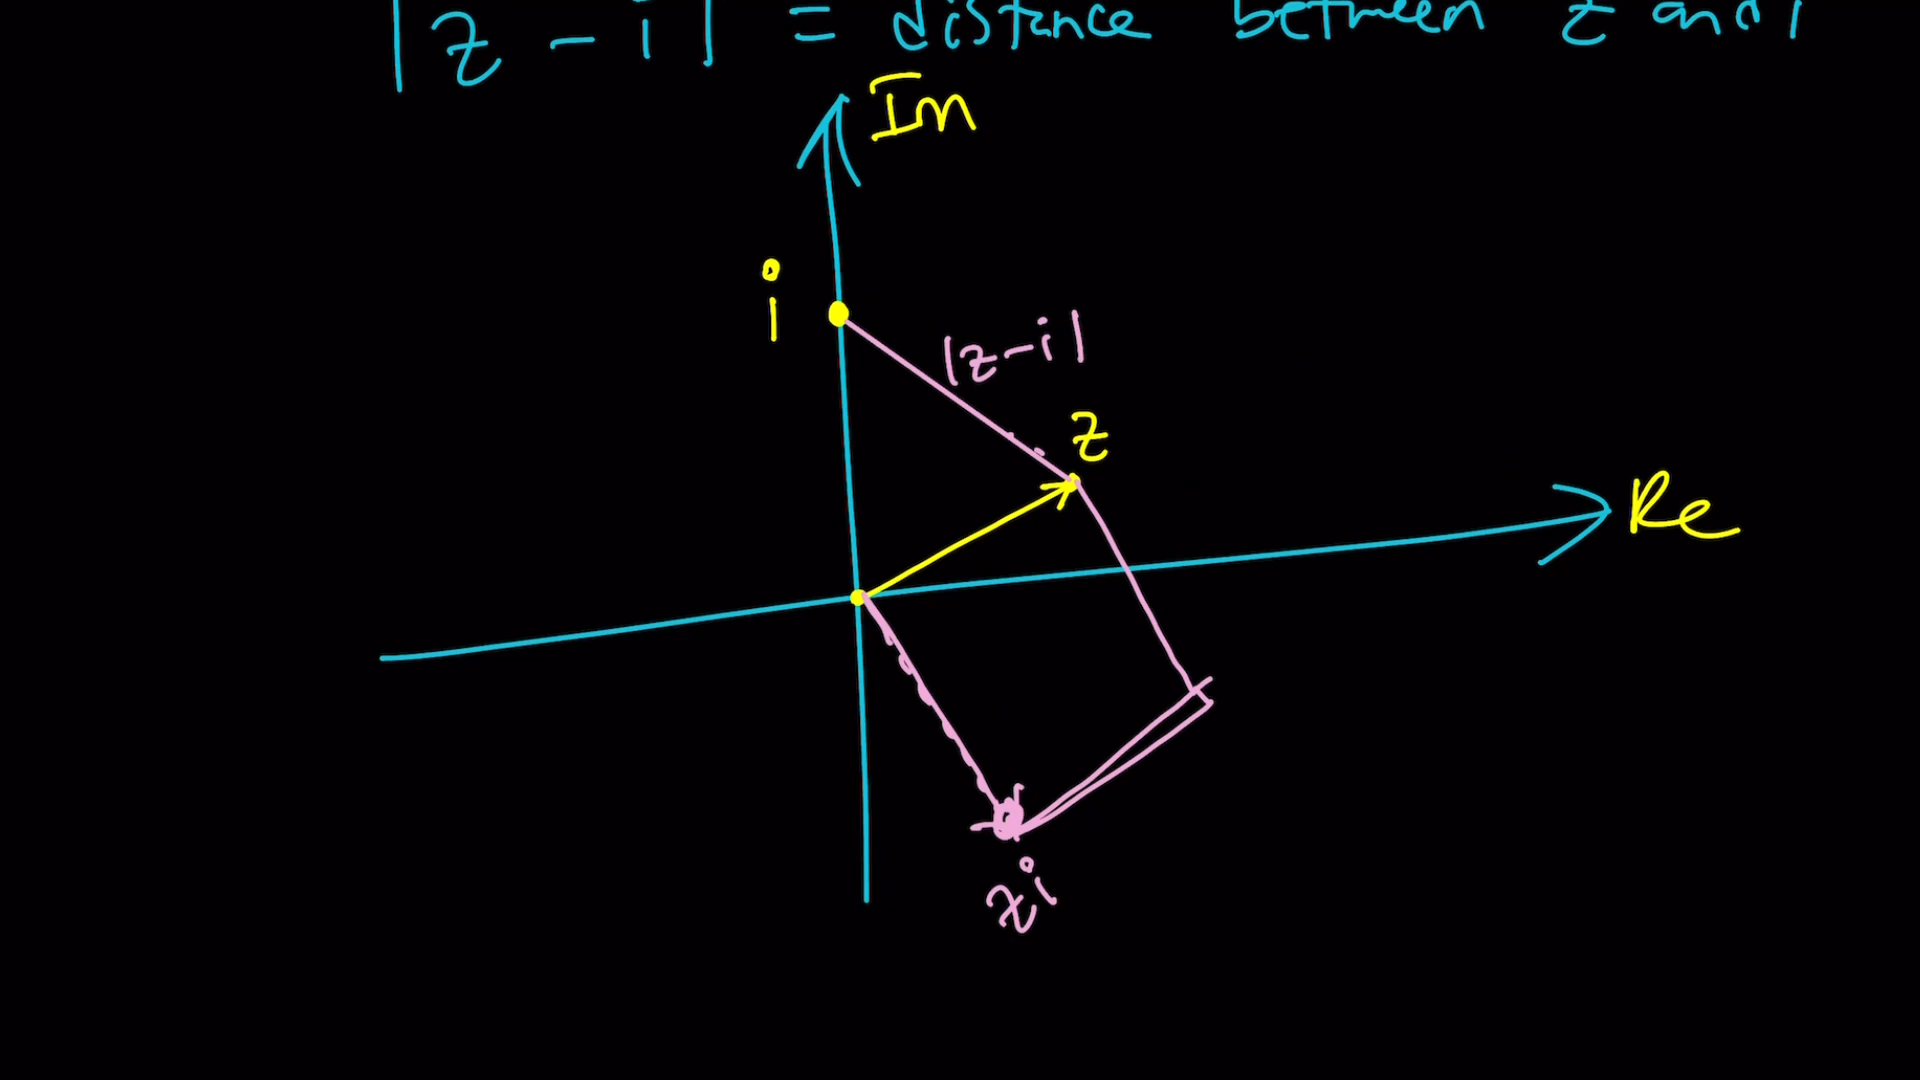 |z - i| = distance between z and i
Im
i
|z-i|
z
Re
zi